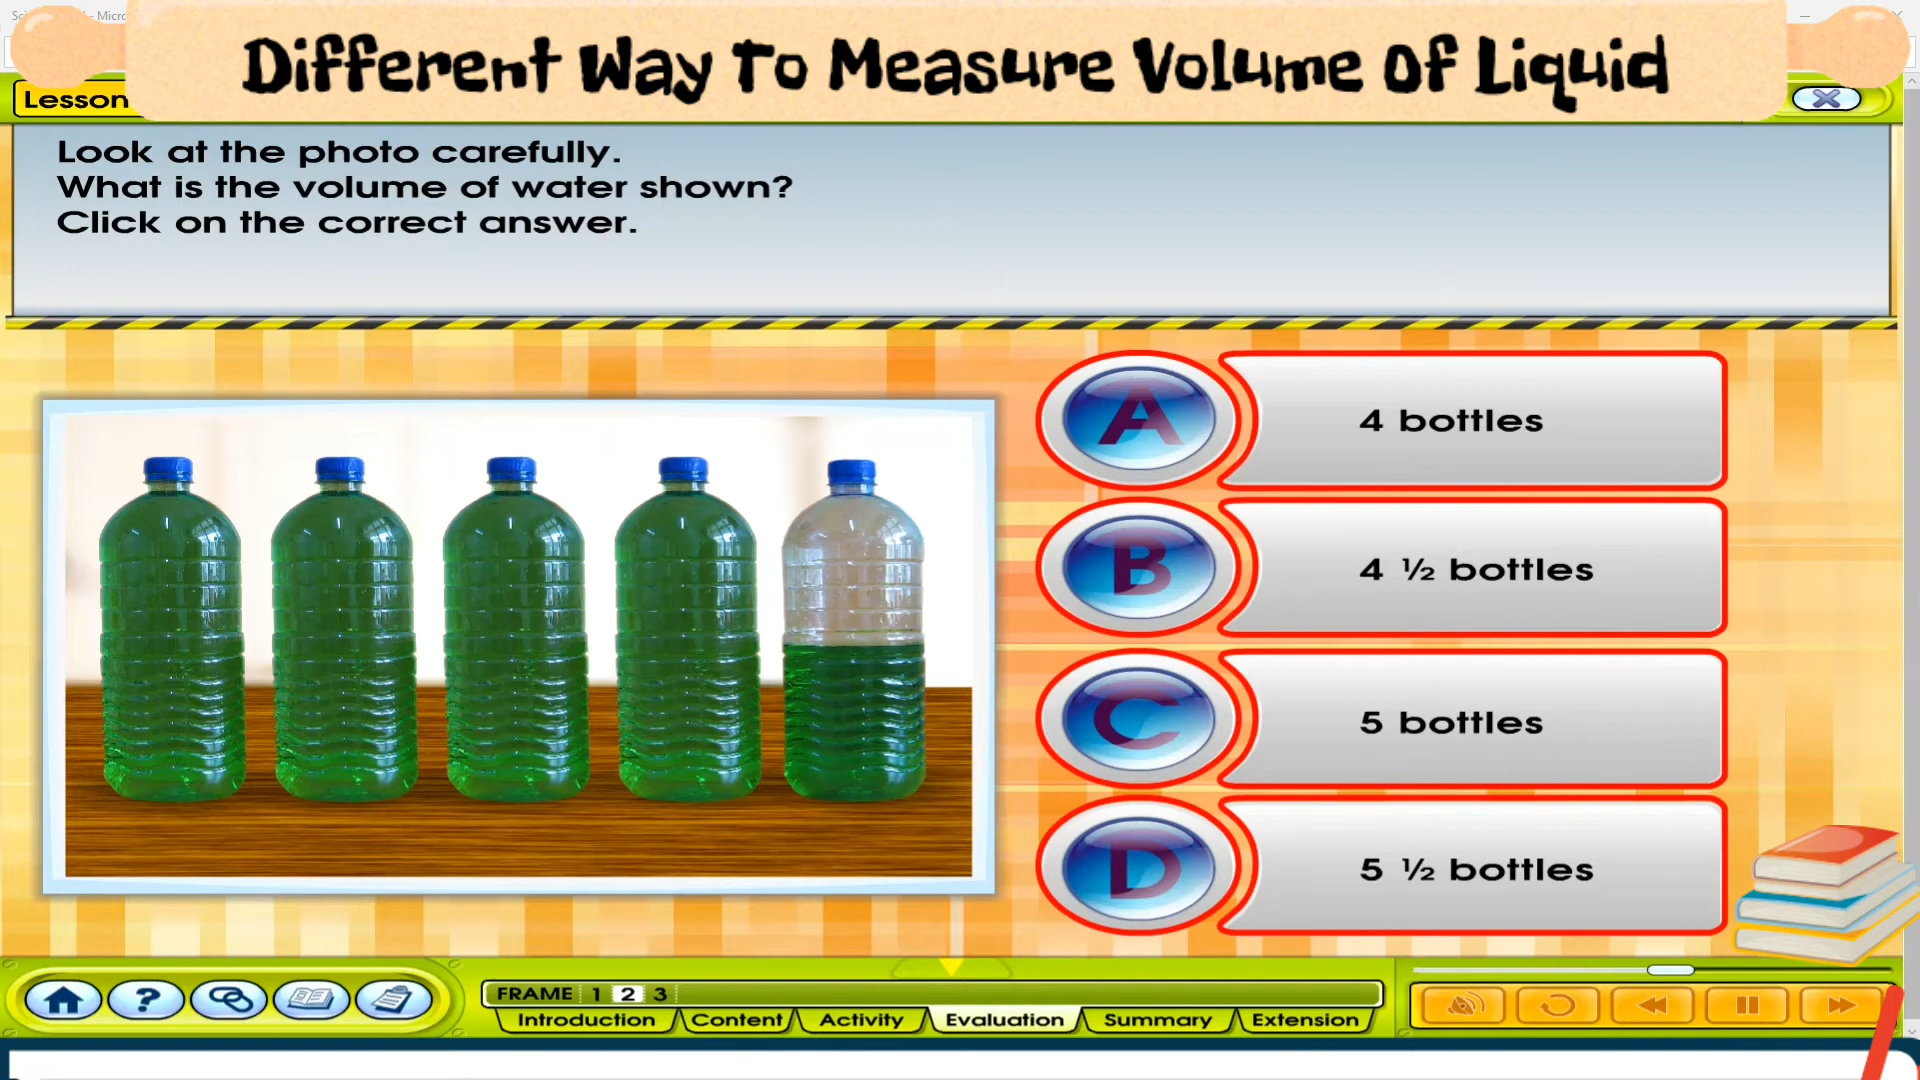 Different Way To Measure Volume Of Liquid
Lesson
Look at the photo carefully.
What is the volume of water shown?
Click on the correct answer.
A
4 bottles
B
4 ½ bottles
C
5 bottles
D
5 ½ bottles
FRAME 1 2 3
Introduction Content Activity Evaluation Summary Extension